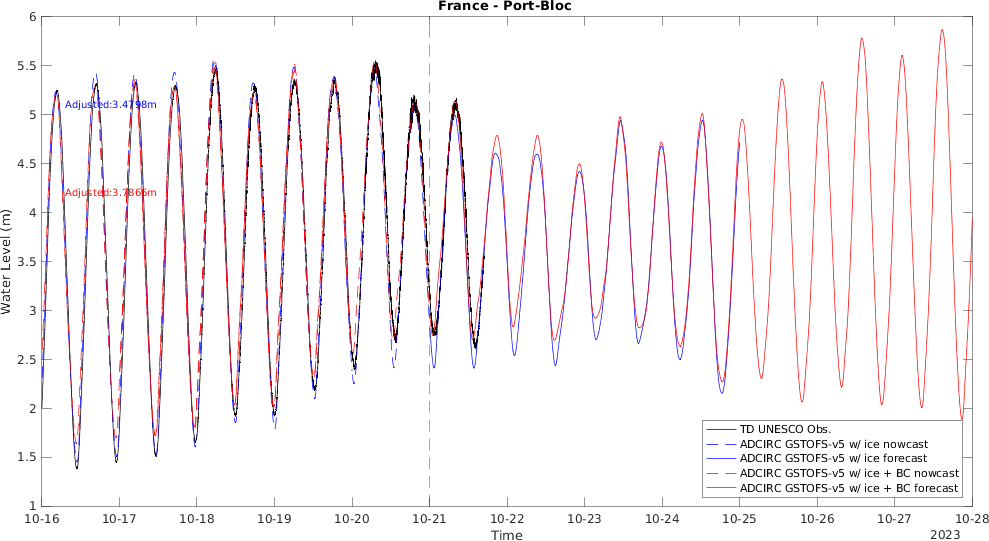 France - Port-Bloc
6
5.5
5
4.5
4
3.5
3
2.5
2
1.5
1
Water Level (m)
Adjusted:3.4798m
Adjusted:3.7866m
TD UNESCO Obs.
ADCIRC GSTOFS-v5 w/ ice nowcast
ADCIRC GSTOFS-v5 w/ ice forecast
ADCIRC GSTOFS-v5 w/ ice + BC nowcast
ADCIRC GSTOFS-v5 w/ ice + BC forecast
10-16 10-17 10-18 10-19 10-20 10-21 10-22 10-23 10-24 10-25 10-26 10-27 10-28
Time
2023